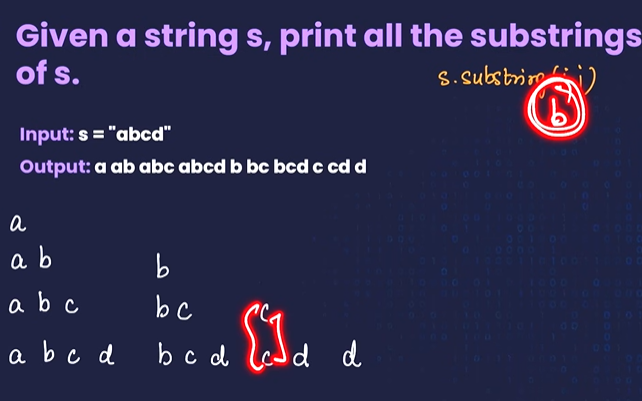 Given a string s, print all the substrings
of s.
s.substring(i,j)
b
Input: s = "abcd"
Output: a ab abc abcd b bc bcd c cd d
a
a b b
a b c b c c
a b c d b c d c d d